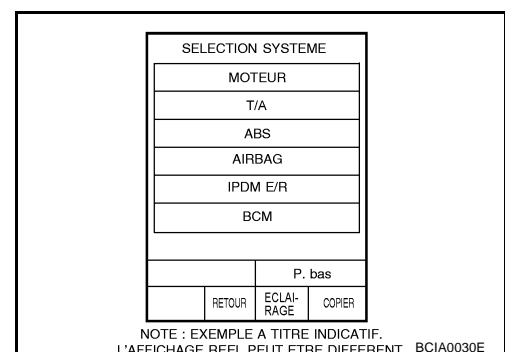 SELECTION SYSTEME
MOTEUR
T/A
ABS
AIRBAG
IPDM E/R
BCM
P. bas
RETOUR
ECLAI-
RAGE
COPIER
NOTE : EXEMPLE A TITRE INDICATIF.
L'AFFICHAGE REEL PEUT ETRE DIFFERENT.
BCIA0030E